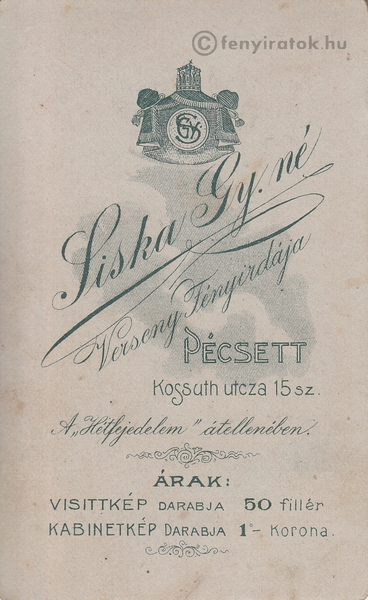 ©fenyiratok.hu
GS
Siska Gy. né
Verseny Fényirdája
PÉCSETT
Kossuth utcza 15 sz.
A „Hétfejedelem” átellenében.
ÁRAK:
VISITTKÉP DARABJA 50 fillér
KABINETKÉP DARABJA 1·– Korona.